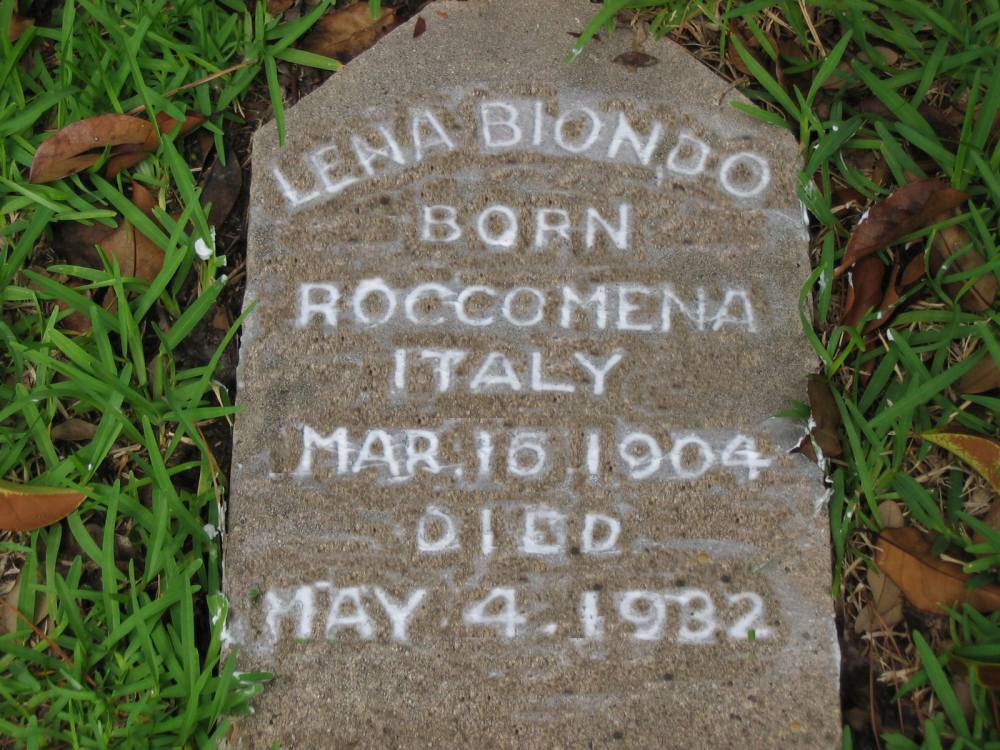 LENA BIONDO
BORN
ROCCOMENA
ITALY
MAR. 16 1904
DIED
MAY 4. 1932